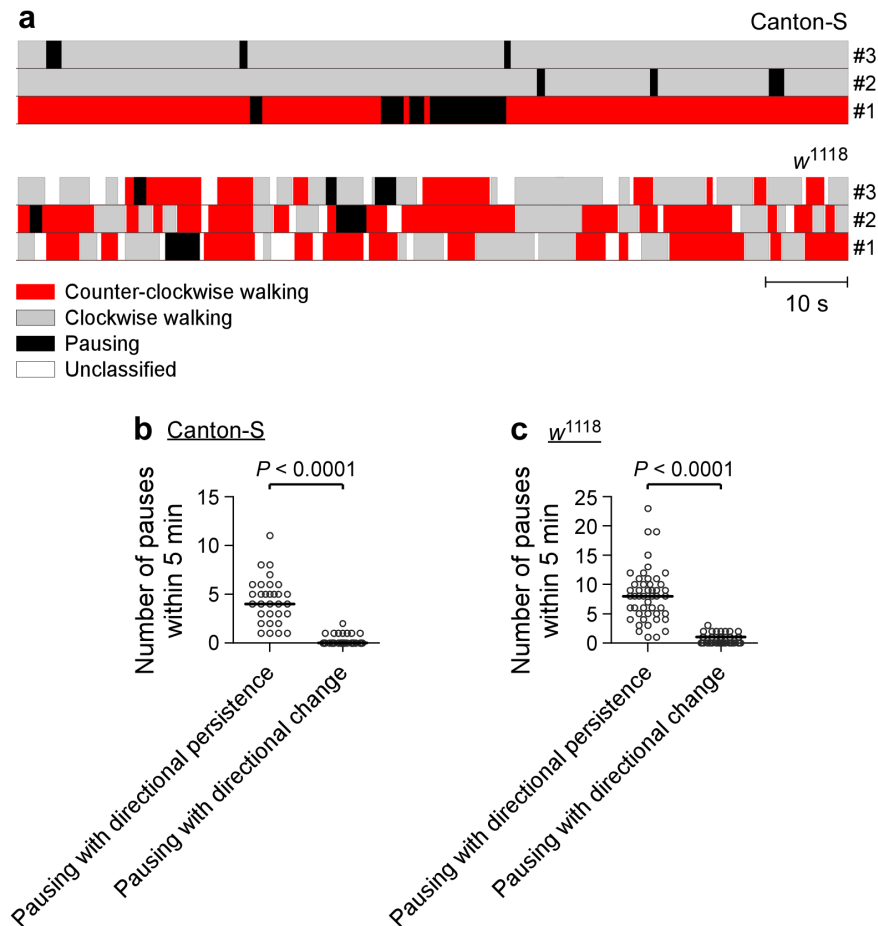 a
Canton-S
#3
#2
#1
w1118
#3
#2
#1
Counter-clockwise walking
Clockwise walking
Pausing
Unclassified
10 s
b Canton-S
P < 0.0001
Number of pauses
within 5 min
15
10
5
0
Pausing with directional persistence
Pausing with directional change
c w1118
P < 0.0001
Number of pauses
within 5 min
25
20
15
10
5
0
Pausing with directional persistence
Pausing with directional change